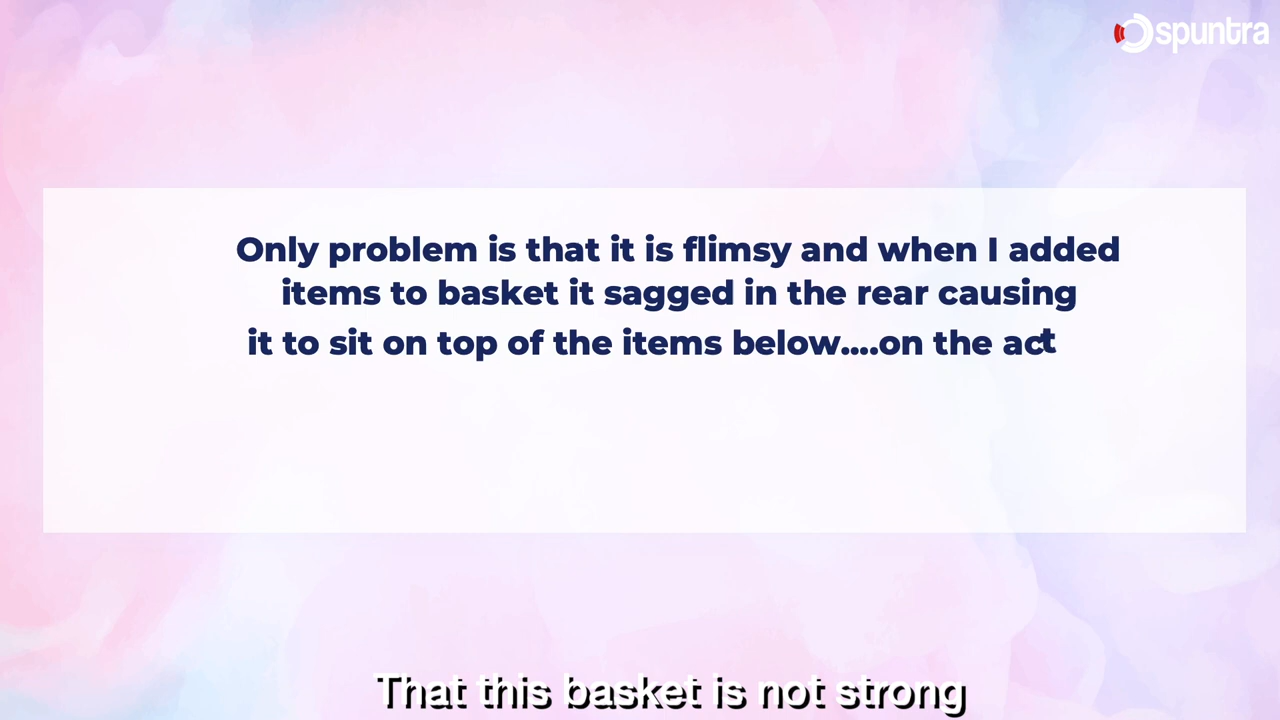 spuntra
Only problem is that it is flimsy and when I added
items to basket it sagged in the rear causing
it to sit on top of the items below....on the act
That this basket is not strong